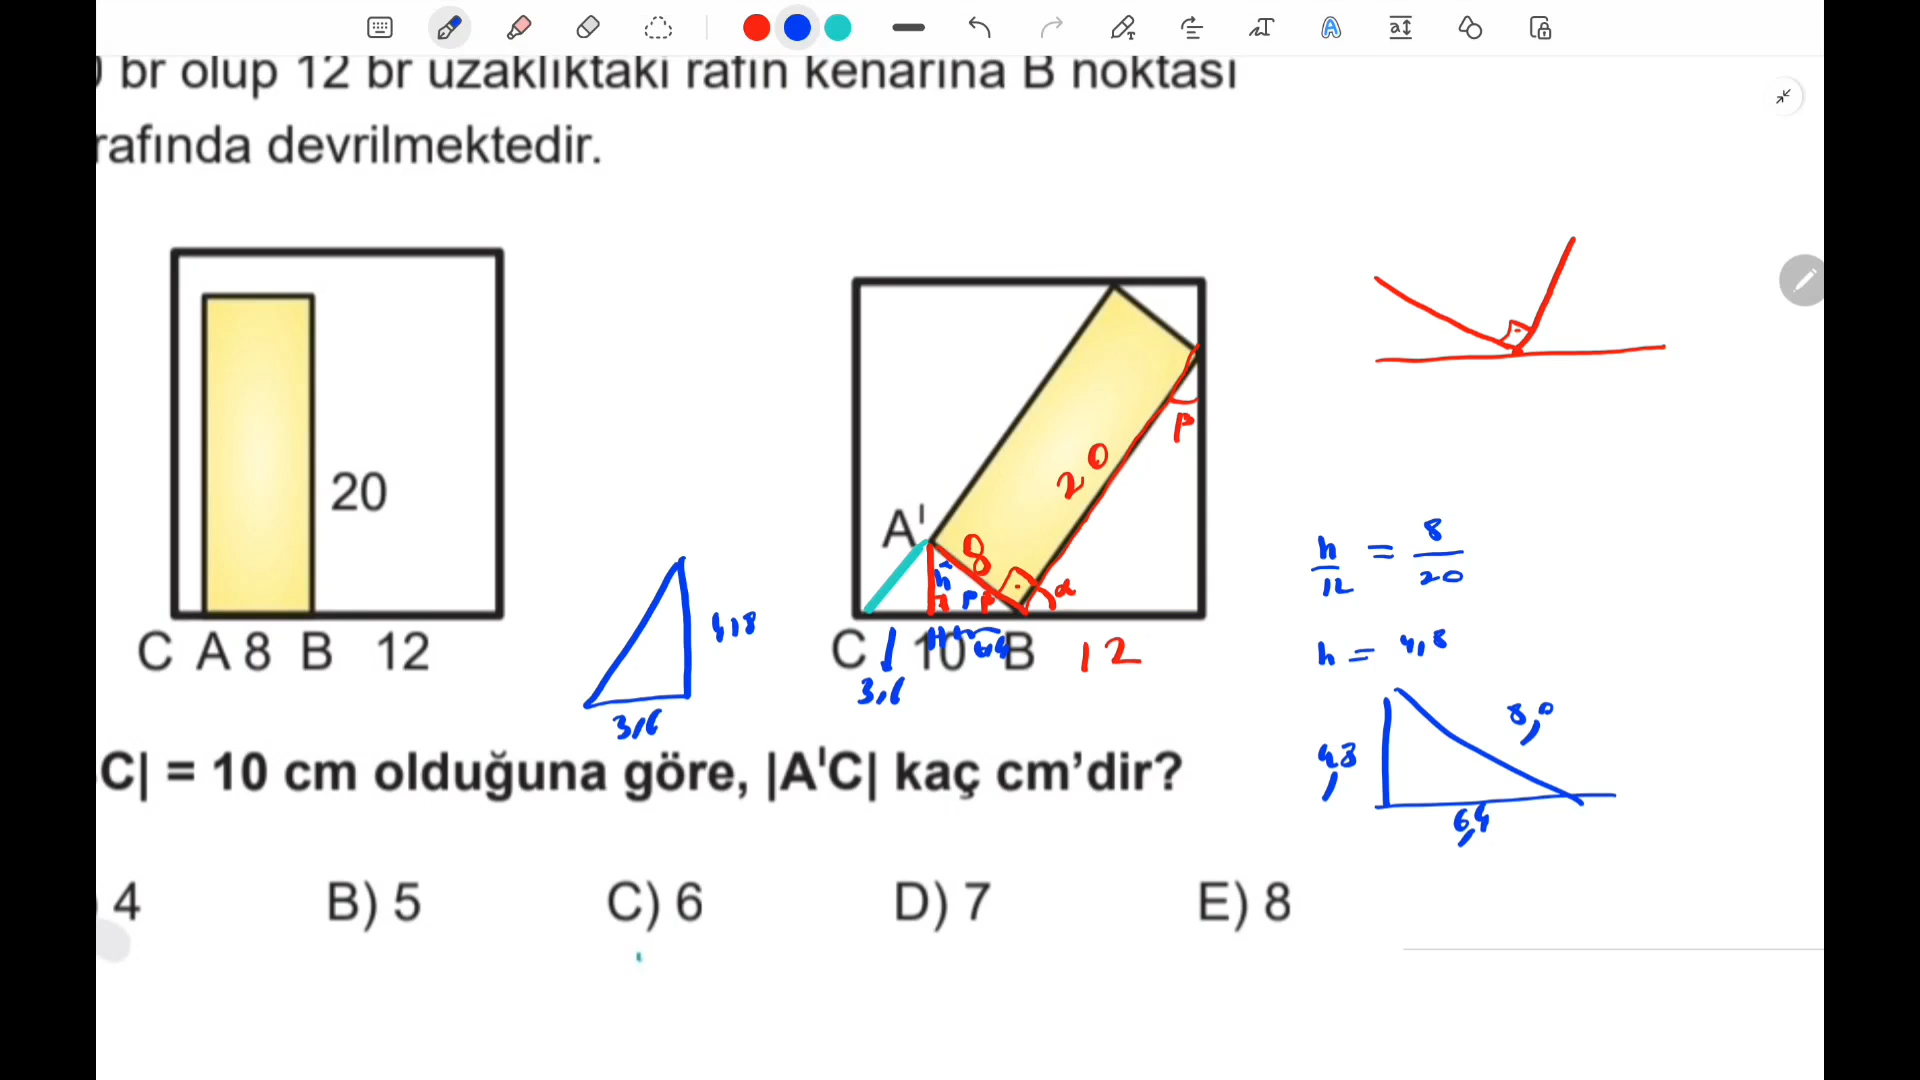 br olup 12 br uzaklıktaki rafın kenarına B noktası
rafında devrilmektedir.
20
C A 8 B 12
A'
8
20
β
α
h
β
C 10 B 12
3,6
6,4
4,8
3,6
h/12 = 8/20
h = 4,8
4,8
8,0
6,4
C| = 10 cm olduğuna göre, |A'C| kaç cm'dir?
4 B) 5 C) 6 D) 7 E) 8